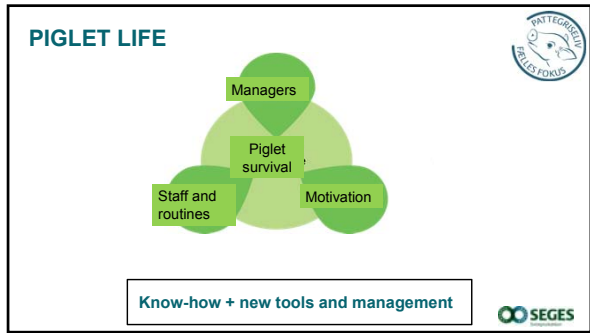 PIGLET LIFE
PATTEGRISELIV
FÆLLES FOKUS
Managers
Piglet
survival
Staff and
routines
Motivation
Know-how + new tools and management
SEGES